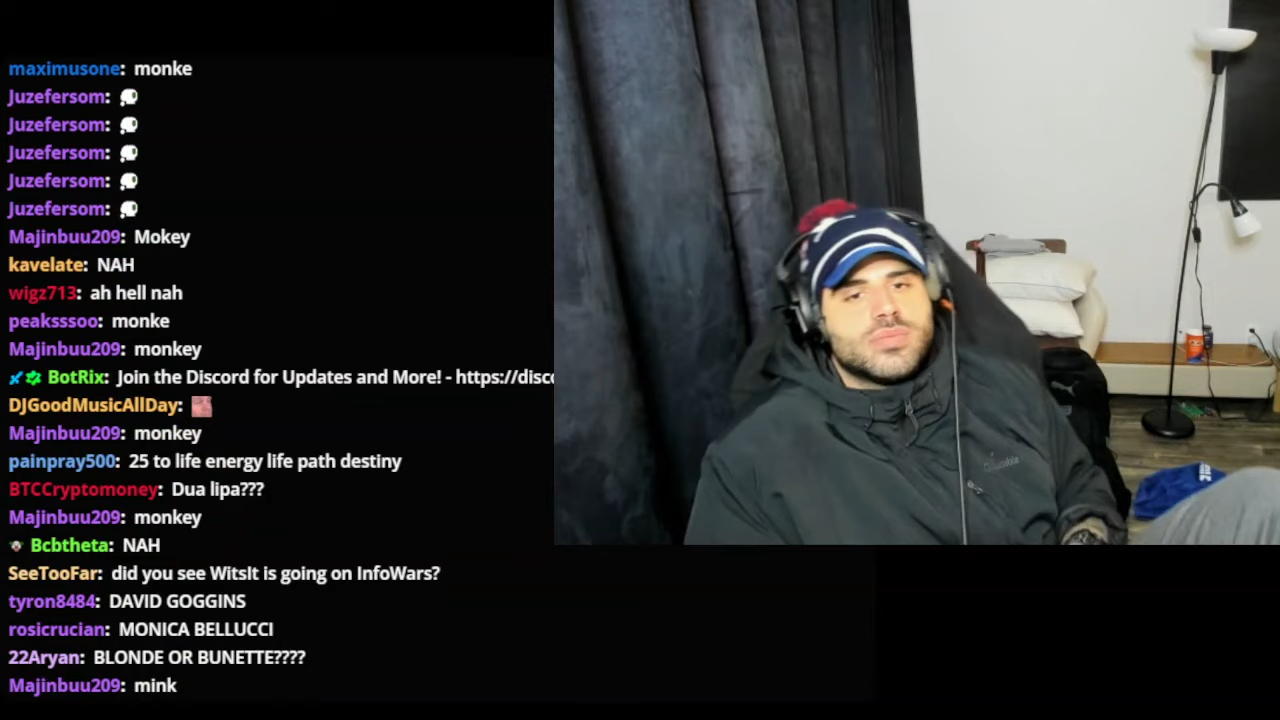 maximusone: monke
Juzefersom:
Juzefersom:
Juzefersom:
Juzefersom:
Juzefersom:
Majinbuu209: Mokey
kavelate: NAH
wigz713: ah hell nah
peaksssoo: monke
Majinbuu209: monkey
BotRix: Join the Discord for Updates and More! - https://disco
DJGoodMusicAllDay:
Majinbuu209: monkey
painpray500: 25 to life energy life path destiny
BTCCryptomoney: Dua lipa???
Majinbuu209: monkey
Bcbtheta: NAH
SeeTooFar: did you see WitsIt is going on InfoWars?
tyron8484: DAVID GOGGINS
rosicrucian: MONICA BELLUCCI
22Aryan: BLONDE OR BUNETTE????
Majinbuu209: mink
Columbia